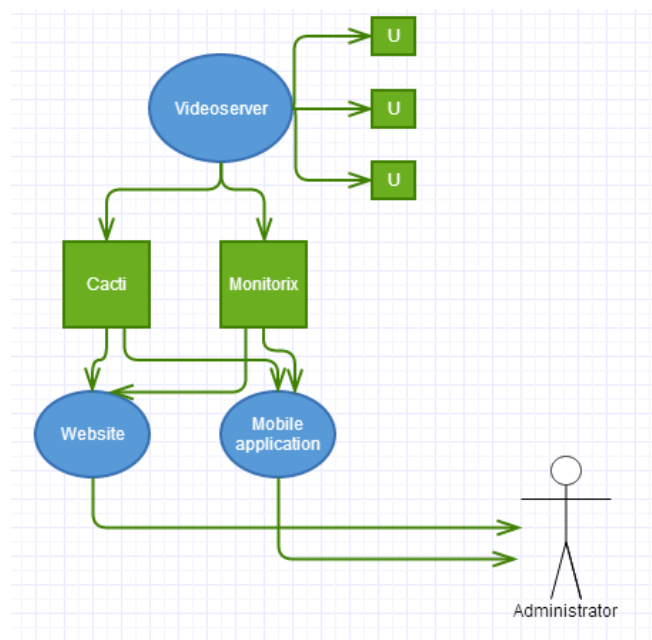 U
Videoserver
U
U
Cacti
Monitorix
Website
Mobile
application
Administrator